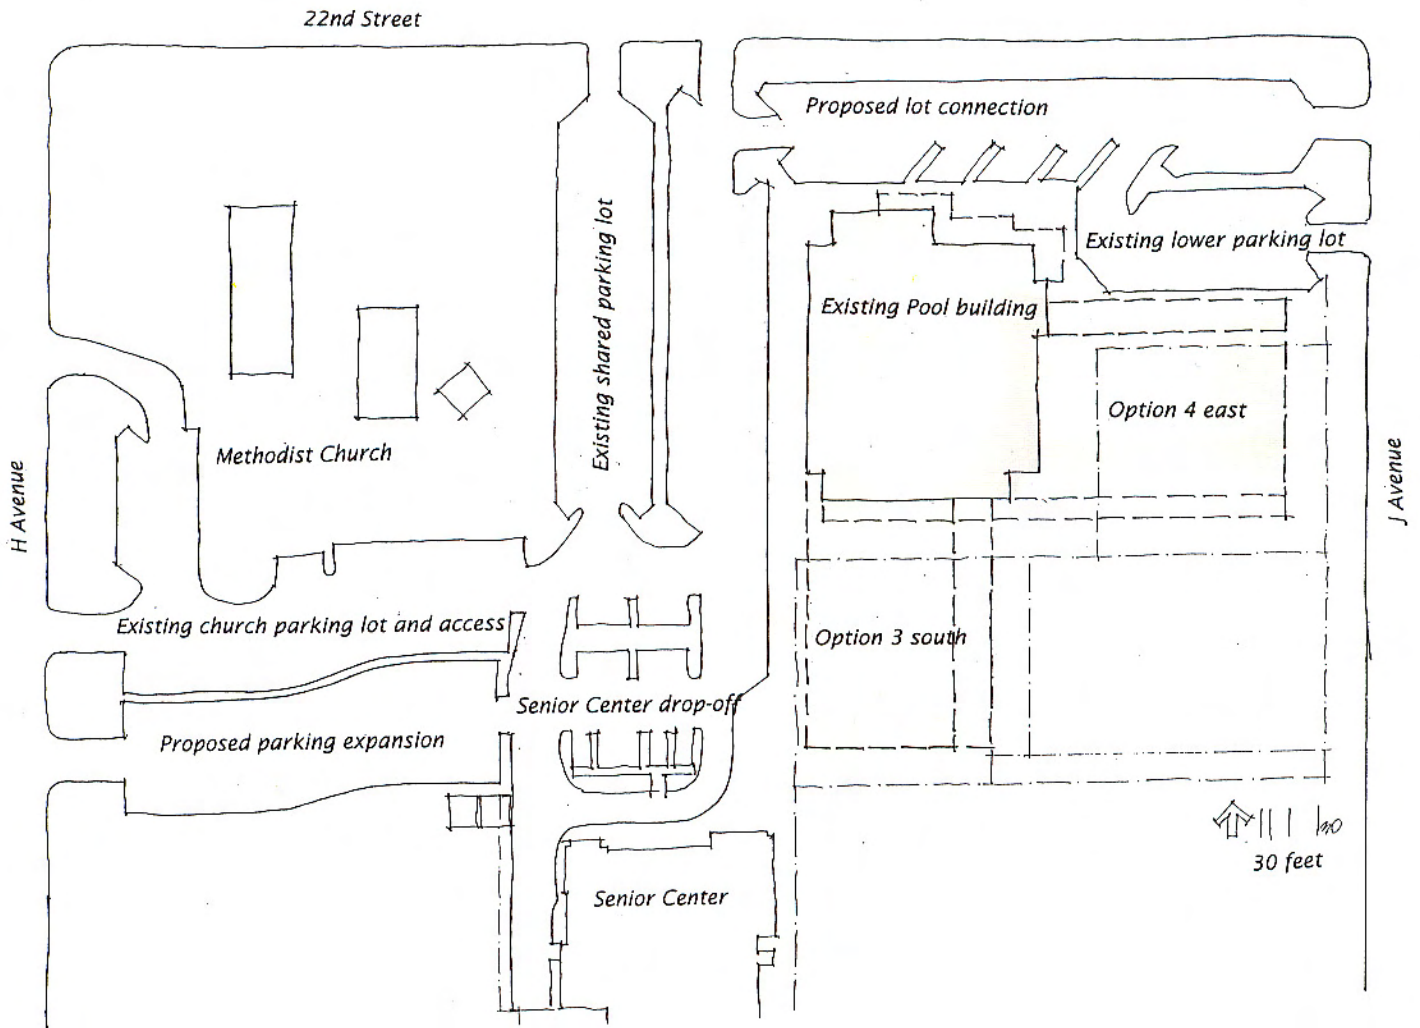 22nd Street
Proposed lot connection
Existing shared parking lot
Existing lower parking lot
Existing Pool building
Option 4 east
Methodist Church
H Avenue
J Avenue
Existing church parking lot and access
Option 3 south
Senior Center drop-off
Proposed parking expansion
30 feet
Senior Center